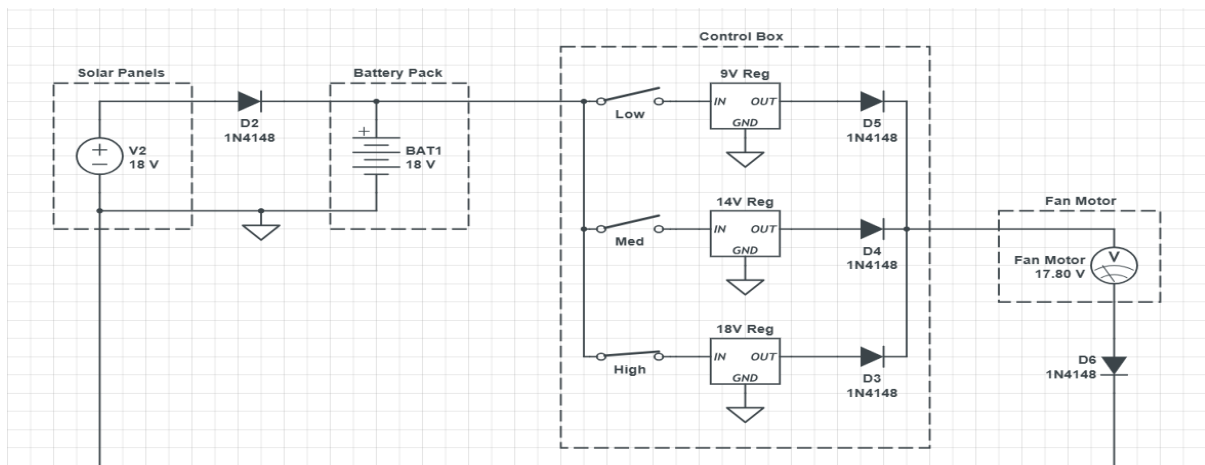 Control Box
Solar Panels
Battery Pack
9V Reg
IN OUT
GND
D2
1N4148
Low
D5
1N4148
+
V2
18 V
+
BAT1
18 V
14V Reg
IN OUT
GND
Med
D4
1N4148
Fan Motor
V
Fan Motor
17.80 V
18V Reg
IN OUT
GND
High
D3
1N4148
D6
1N4148